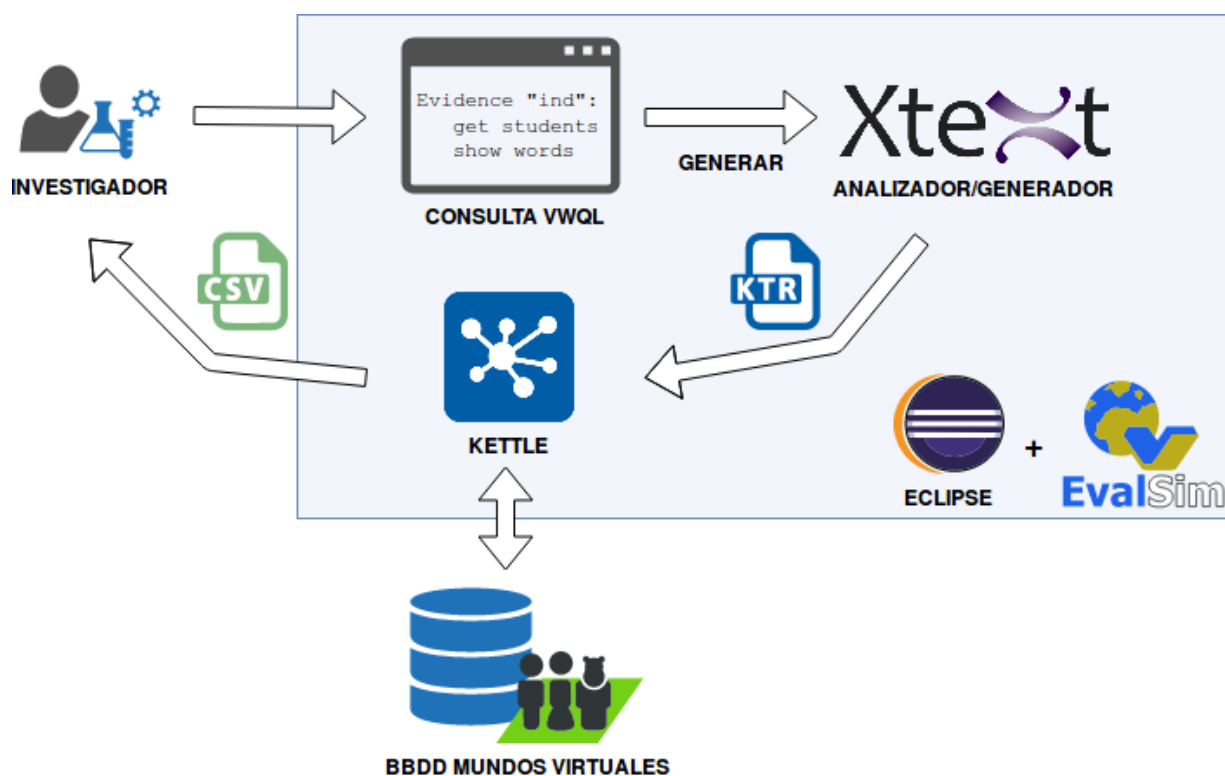 Evidence "ind":
get students
show words
INVESTIGADOR
CONSULTA VWQL
GENERAR
Xtext
ANALIZADOR/GENERADOR
CSV
KTR
KETTLE
ECLIPSE
+
EvalSim
BBDD MUNDOS VIRTUALES